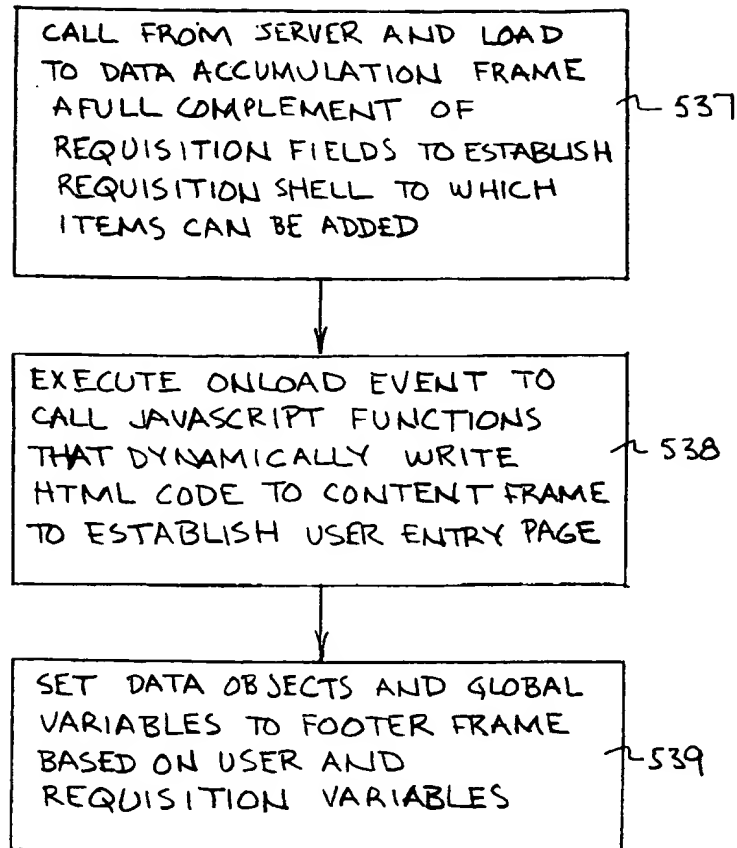 CALL FROM SERVER AND LOAD
TO DATA ACCUMULATION FRAME
A FULL COMPLEMENT OF
REQUISITION FIELDS TO ESTABLISH
REQUISITION SHELL TO WHICH
ITEMS CAN BE ADDED
537
EXECUTE ONLOAD EVENT TO
CALL JAVASCRIPT FUNCTIONS
THAT DYNAMICALLY WRITE
HTML CODE TO CONTENT FRAME
TO ESTABLISH USER ENTRY PAGE
538
SET DATA OBJECTS AND GLOBAL
VARIABLES TO FOOTER FRAME
BASED ON USER AND
REQUISITION VARIABLES
539